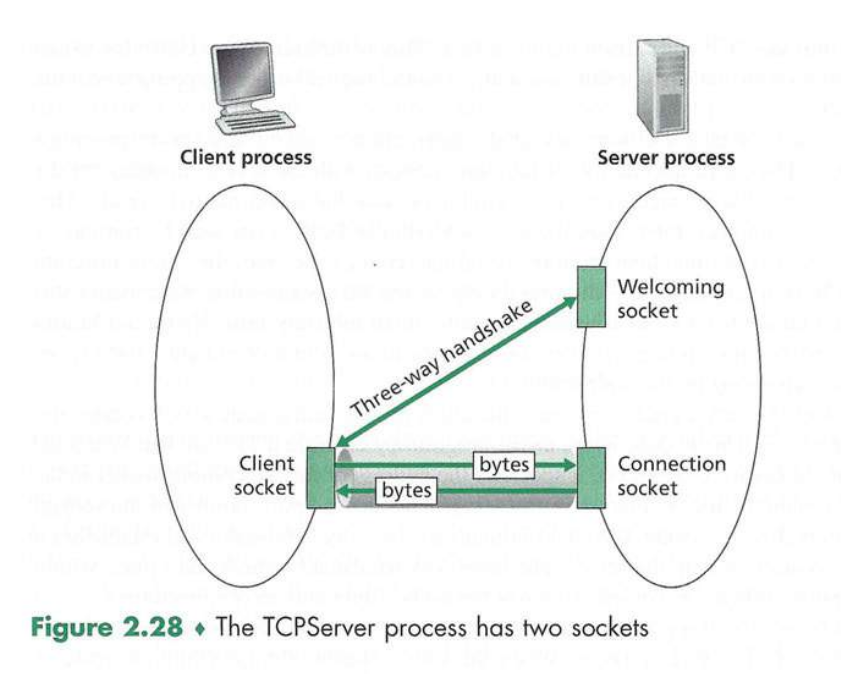 Client process
Server process
Welcoming
socket
Three-way handshake
Client
socket
bytes
bytes
Connection
socket
Figure 2.28 ♦ The TCPServer process has two sockets